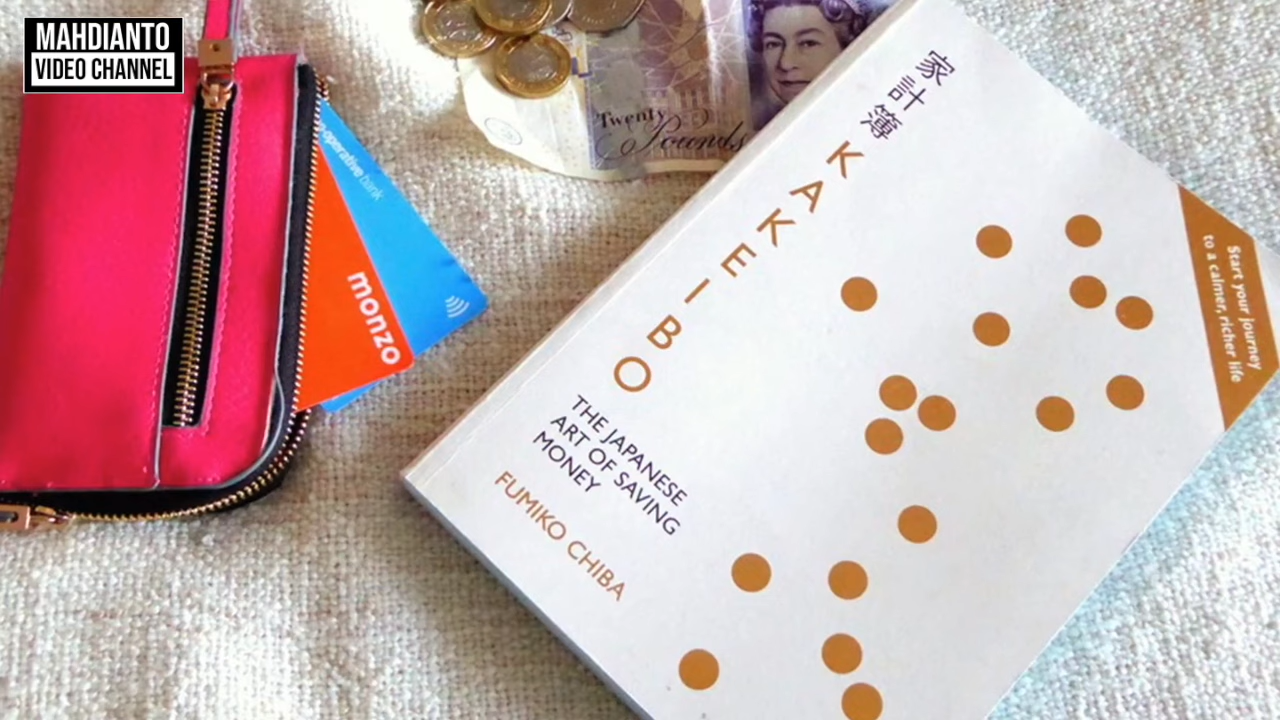 MAHDIANTO
VIDEO CHANNEL
-operative bank
monzo
Twenty
Pounds
家計簿
KAKEIBO
THE JAPANESE
ART OF SAVING
MONEY
FUMIKO CHIBA
Start your journey
to a calmer, richer life